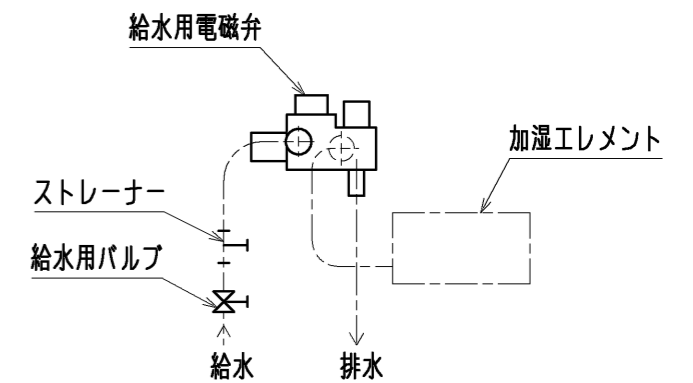 給水用電磁弁
加湿エレメント
ストレーナー
給水用バルブ
給水
排水